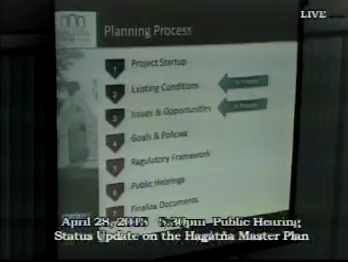 LIVE
Planning Process
1 Project Startup
2 Existing Conditions
In Process
3 Issues & Opportunities
In Process
4 Goals & Policies
5 Regulatory Framework
6 Public Hearings
7 Finalize Documents
April 28, 2015 5:30pm Public Hearing
Status Update on the Hagåtña Master Plan